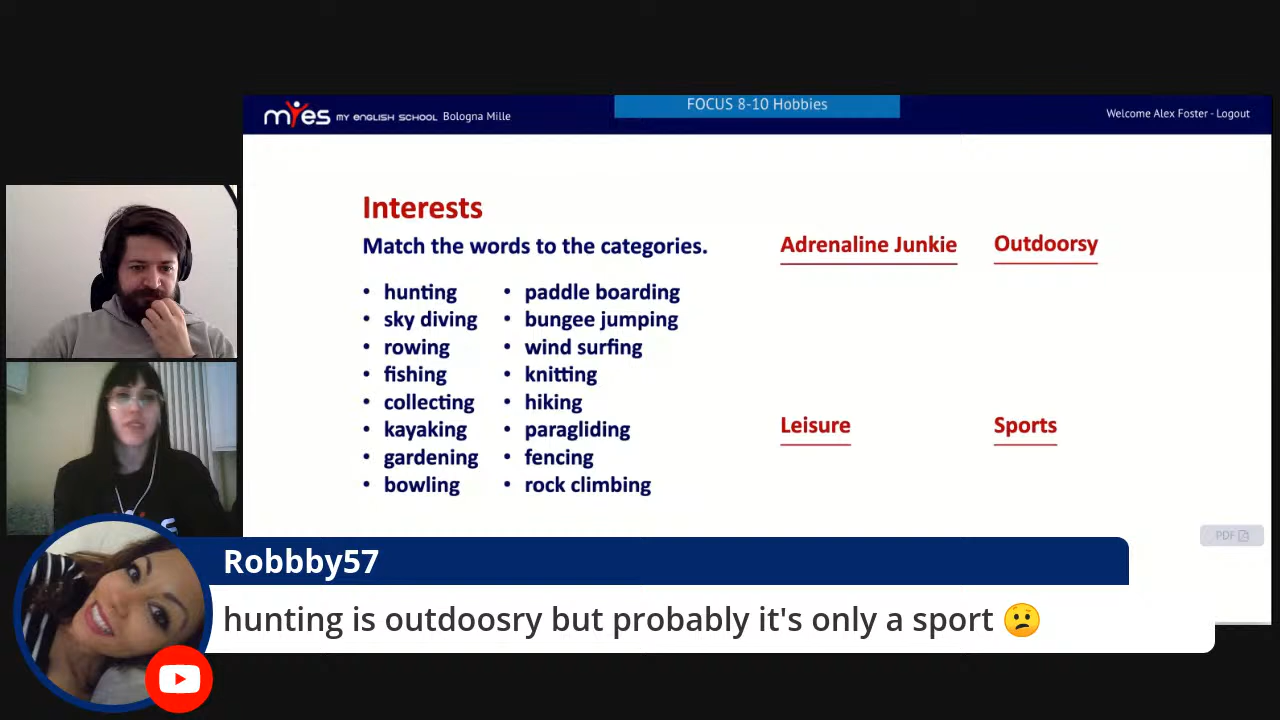 myes MY ENGLISH SCHOOL Bologna Mille
FOCUS 8-10 Hobbies
Welcome Alex Foster - Logout
Interests
Match the words to the categories.
Adrenaline Junkie
Outdoorsy
• hunting
• sky diving
• rowing
• fishing
• collecting
• kayaking
• gardening
• bowling
• paddle boarding
• bungee jumping
• wind surfing
• knitting
• hiking
• paragliding
• fencing
• rock climbing
Leisure
Sports
PDF
Robbby57
hunting is outdoosry but probably it's only a sport 😟